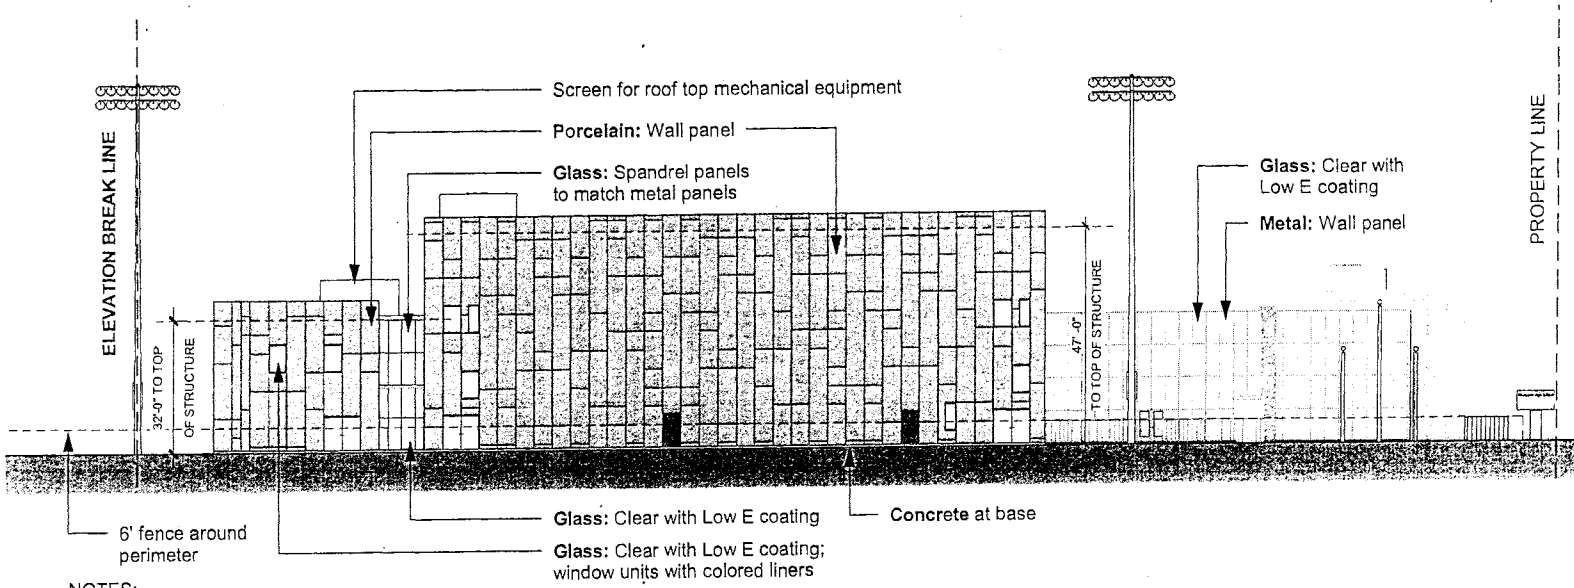 Screen for roof top mechanical equipment
Porcelain: Wall panel
Glass: Spandrel panels
to match metal panels
Glass: Clear with
Low E coating
Metal: Wall panel
ELEVATION BREAK LINE
PROPERTY LINE
32'-0" TO TOP
OF STRUCTURE
47'-0"
TO TOP OF STRUCTURE
6' fence around
perimeter
Glass: Clear with Low E coating
Concrete at base
Glass: Clear with Low E coating;
window units with colored liners
NOTES: